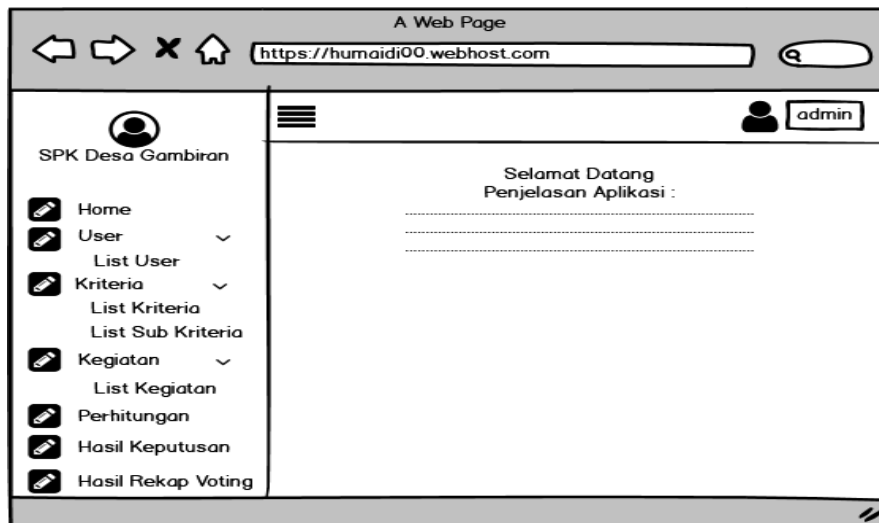 A Web Page
https://humaidi00.webhost.com
SPK Desa Gambiran
admin
Home
User
List User
Kriteria
List Kriteria
List Sub Kriteria
Kegiatan
List Kegiatan
Perhitungan
Hasil Keputusan
Hasil Rekap Voting
Selamat Datang
Penjelasan Aplikasi :